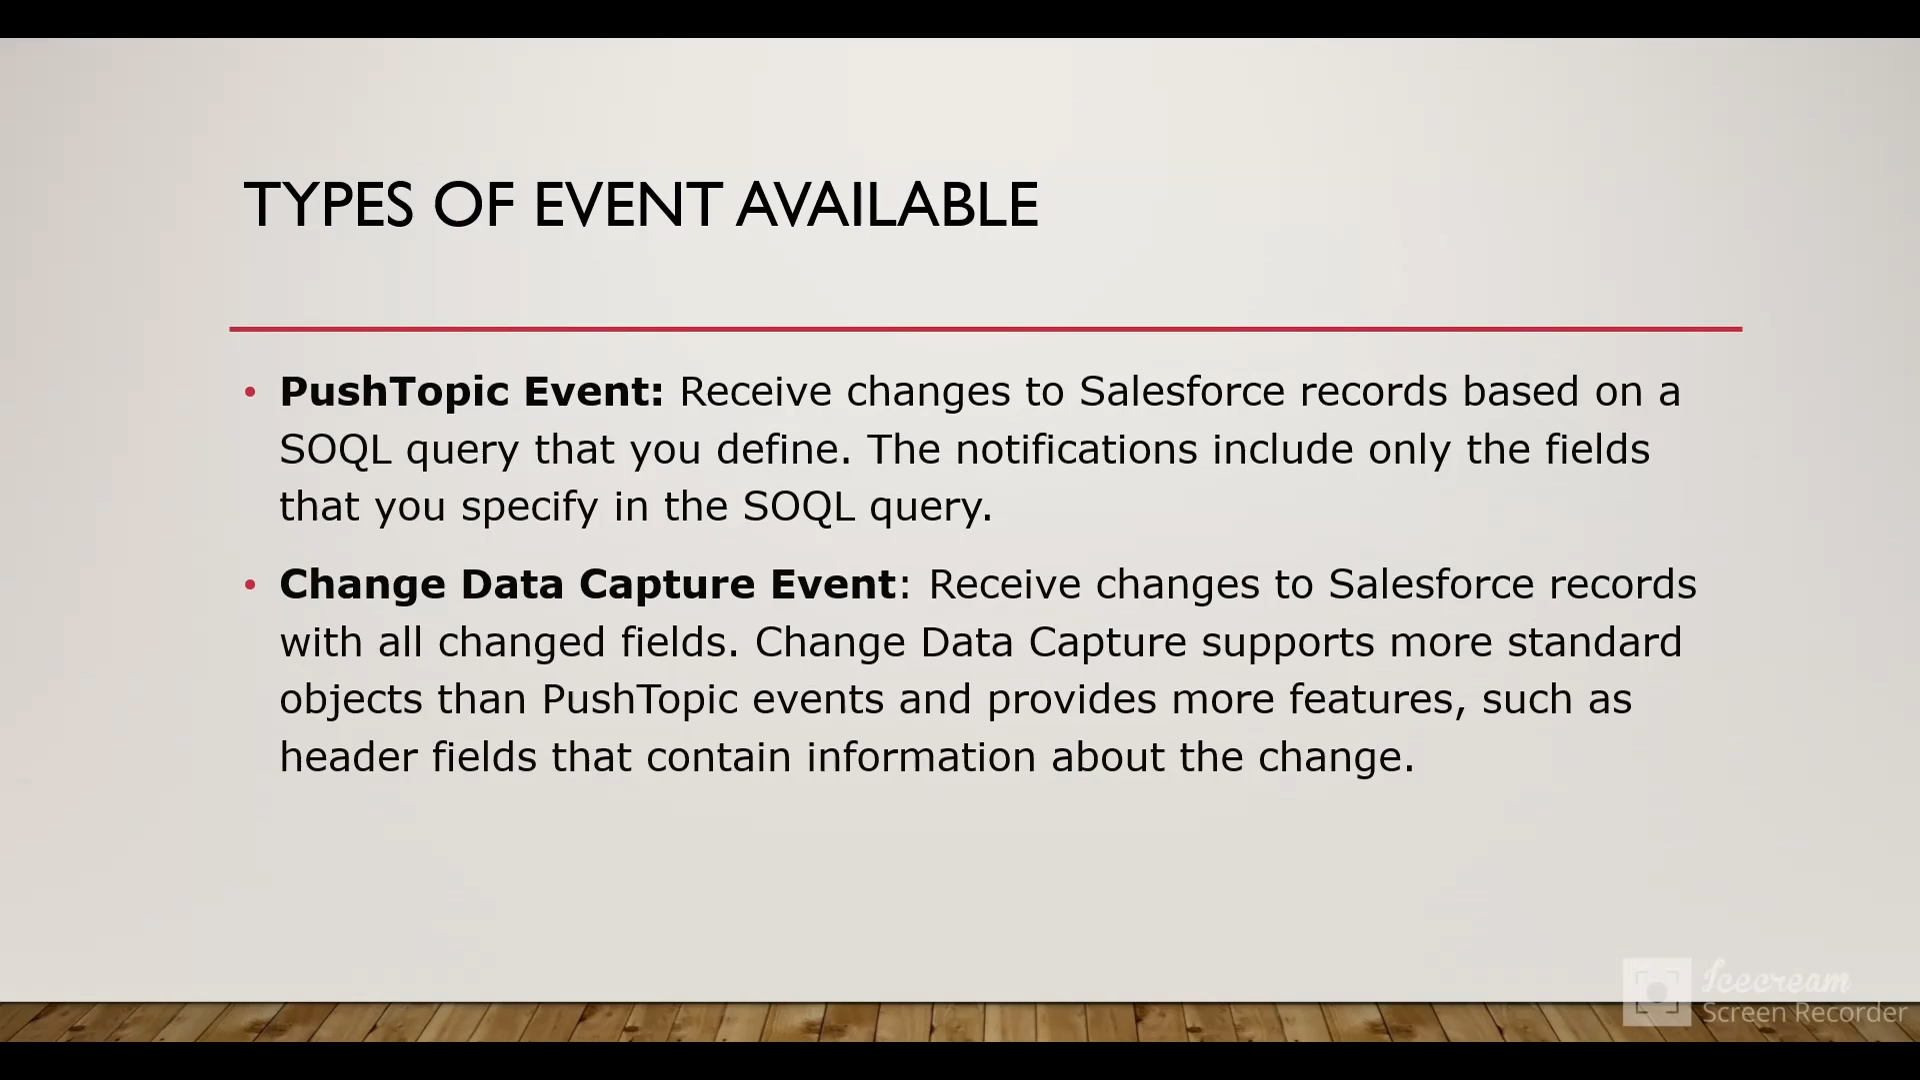 TYPES OF EVENT AVAILABLE
• PushTopic Event: Receive changes to Salesforce records based on a
SOQL query that you define. The notifications include only the fields
that you specify in the SOQL query.
• Change Data Capture Event: Receive changes to Salesforce records
with all changed fields. Change Data Capture supports more standard
objects than PushTopic events and provides more features, such as
header fields that contain information about the change.
Icecream
Screen Recorder